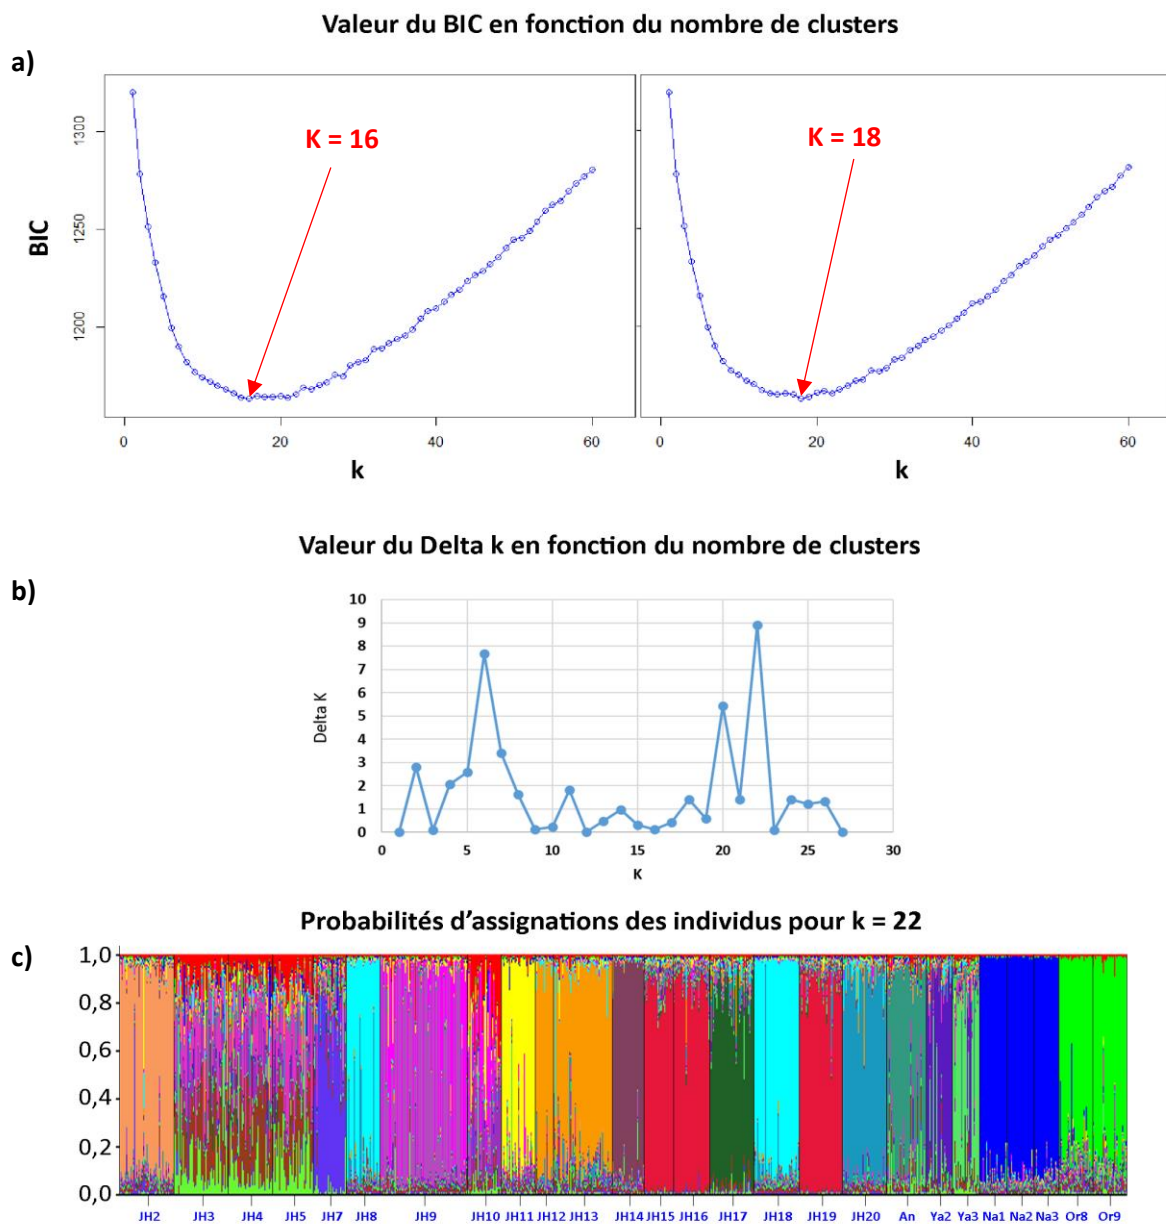 Valeur du BIC en fonction du nombre de clusters
a)
K = 16
K = 18
BIC
1300
1250
1200
0 20 40 60
0 20 40 60
k
k
Valeur du Delta k en fonction du nombre de clusters
b)
Delta K
10
9
8
7
6
5
4
3
2
1
0
0 5 10 15 20 25 30
K
Probabilités d'assignations des individus pour k = 22
c)
1,0
0,8
0,6
0,4
0,2
0,0
JH2 JH3 JH4 JH5 JH7 JH8 JH9 JH10 JH11 JH12 JH13 JH14 JH15 JH16 JH17 JH18 JH19 JH20 An Ya2 Ya3 Na1 Na2 Na3 Or8 Or9